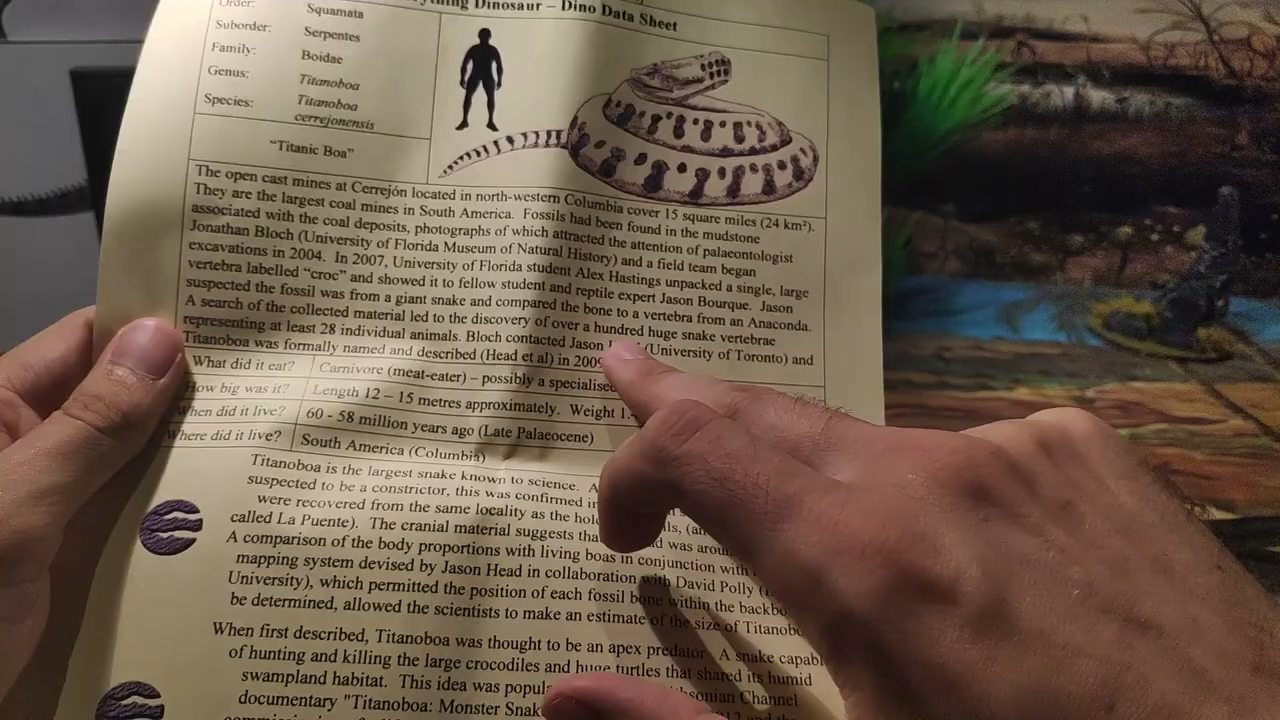 Dinosaur – Dino Data Sheet
Order: Squamata
Suborder: Serpentes
Family: Boidae
Genus: Titanoboa
Species: Titanoboa
cerrejonensis
“Titanic Boa”
The open cast mines at Cerrejón located in north-western Columbia cover 15 square miles (24 km²).
They are the largest coal mines in South America. Fossils had been found in the mudstone
associated with the coal deposits, photographs of which attracted the attention of palaeontologist
Jonathan Bloch (University of Florida Museum of Natural History) and a field team began
excavations in 2004. In 2007, University of Florida student Alex Hastings unpacked a single, large
vertebra labelled “croc” and showed it to fellow student and reptile expert Jason Bourque. Jason
suspected the fossil was from a giant snake and compared the bone to a vertebra from an Anaconda.
A search of the collected material led to the discovery of over a hundred huge snake vertebrae
representing at least 28 individual animals. Bloch contacted Jason (University of Toronto) and
Titanoboa was formally named and described (Head et al) in 2009
What did it eat? Carnivore (meat-eater) – possibly a
How big was it? Length 12 – 15 metres approximately. Weight
When did it live? 60 - 58 million years ago (Late Palaeocene)
Where did it live? South America (Columbia)
Titanoboa is the largest snake known to science.
suspected to be a constrictor, this was confirmed in
were recovered from the same locality as the
called La Puente). The cranial material suggests was
A comparison of the body proportions with living boas in conjunction with
mapping system devised by Jason Head in collaboration with David Polly
University), which permitted the position of each fossil bone within the
be determined, allowed the scientists to make an estimate of the size of
When first described, Titanoboa was thought to be an apex predator. A snake
of hunting and killing the large crocodiles and huge turtles that shared its humid
swampland habitat. This idea was Channel
documentary "Titanoboa: Monster